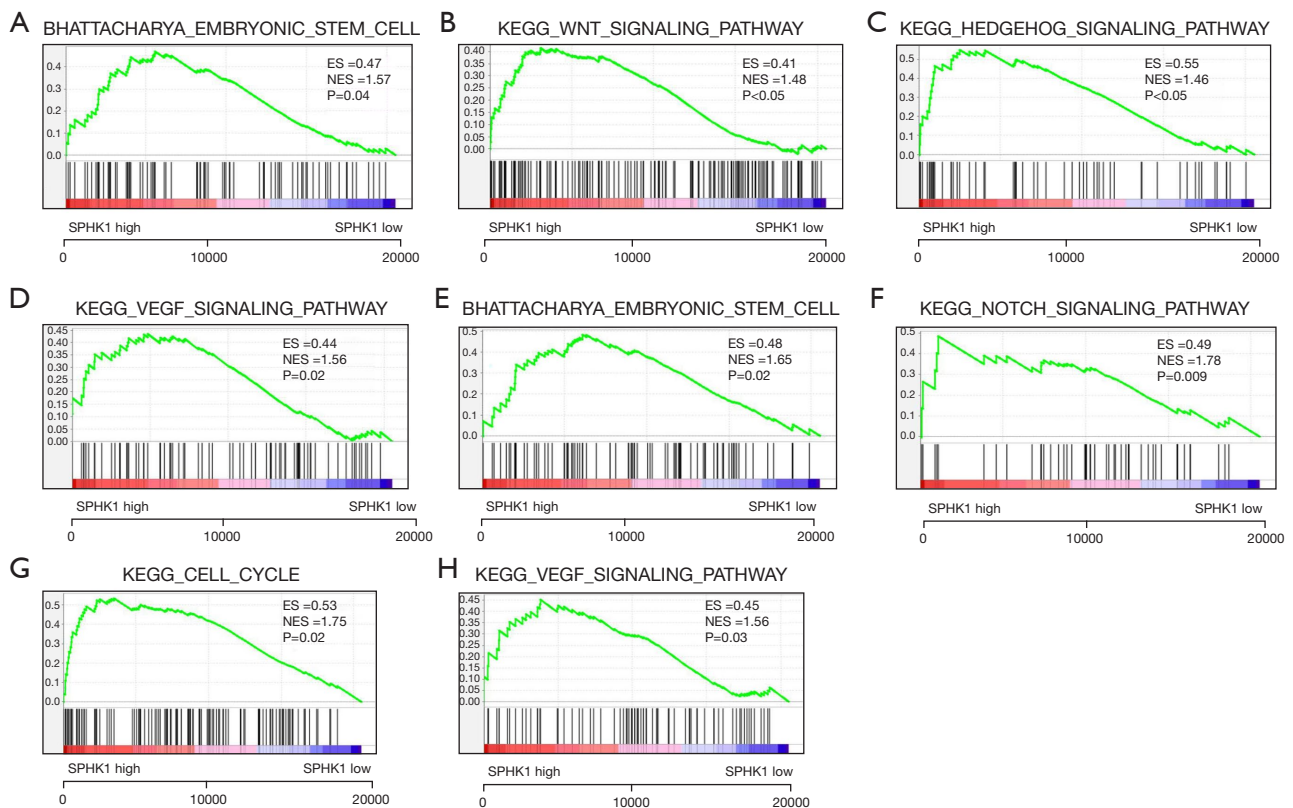 A BHATTACHARYA_EMBRYONIC_STEM_CELL
ES =0.47
NES =1.57
P=0.04
0.4
0.3
0.2
0.1
0.0
SPHK1 high SPHK1 low
0 10000 20000
B KEGG_WNT_SIGNALING_PATHWAY
ES =0.41
NES =1.48
P<0.05
0.40
0.35
0.30
0.25
0.20
0.15
0.10
0.05
0.00
SPHK1 high SPHK1 low
0 10000 20000
C KEGG_HEDGEHOG_SIGNALING_PATHWAY
ES =0.55
NES =1.46
P<0.05
0.5
0.4
0.3
0.2
0.1
0.0
SPHK1 high SPHK1 low
0 10000 20000
D KEGG_VEGF_SIGNALING_PATHWAY
ES =0.44
NES =1.56
P=0.02
0.45
0.40
0.35
0.30
0.25
0.20
0.15
0.10
0.05
0.00
SPHK1 high SPHK1 low
0 10000 20000
E BHATTACHARYA_EMBRYONIC_STEM_CELL
ES =0.48
NES =1.65
P=0.02
0.5
0.4
0.3
0.2
0.1
0.0
SPHK1 high SPHK1 low
0 10000 20000
F KEGG_NOTCH_SIGNALING_PATHWAY
ES =0.49
NES =1.78
P=0.009
0.5
0.4
0.3
0.2
0.1
0.0
SPHK1 high SPHK1 low
0 10000 20000
G KEGG_CELL_CYCLE
ES =0.53
NES =1.75
P=0.02
0.5
0.4
0.3
0.2
0.1
0.0
SPHK1 high SPHK1 low
0 10000 20000
H KEGG_VEGF_SIGNALING_PATHWAY
ES =0.45
NES =1.56
P=0.03
0.45
0.40
0.35
0.30
0.25
0.20
0.15
0.10
0.05
0.00
SPHK1 high SPHK1 low
0 10000 20000